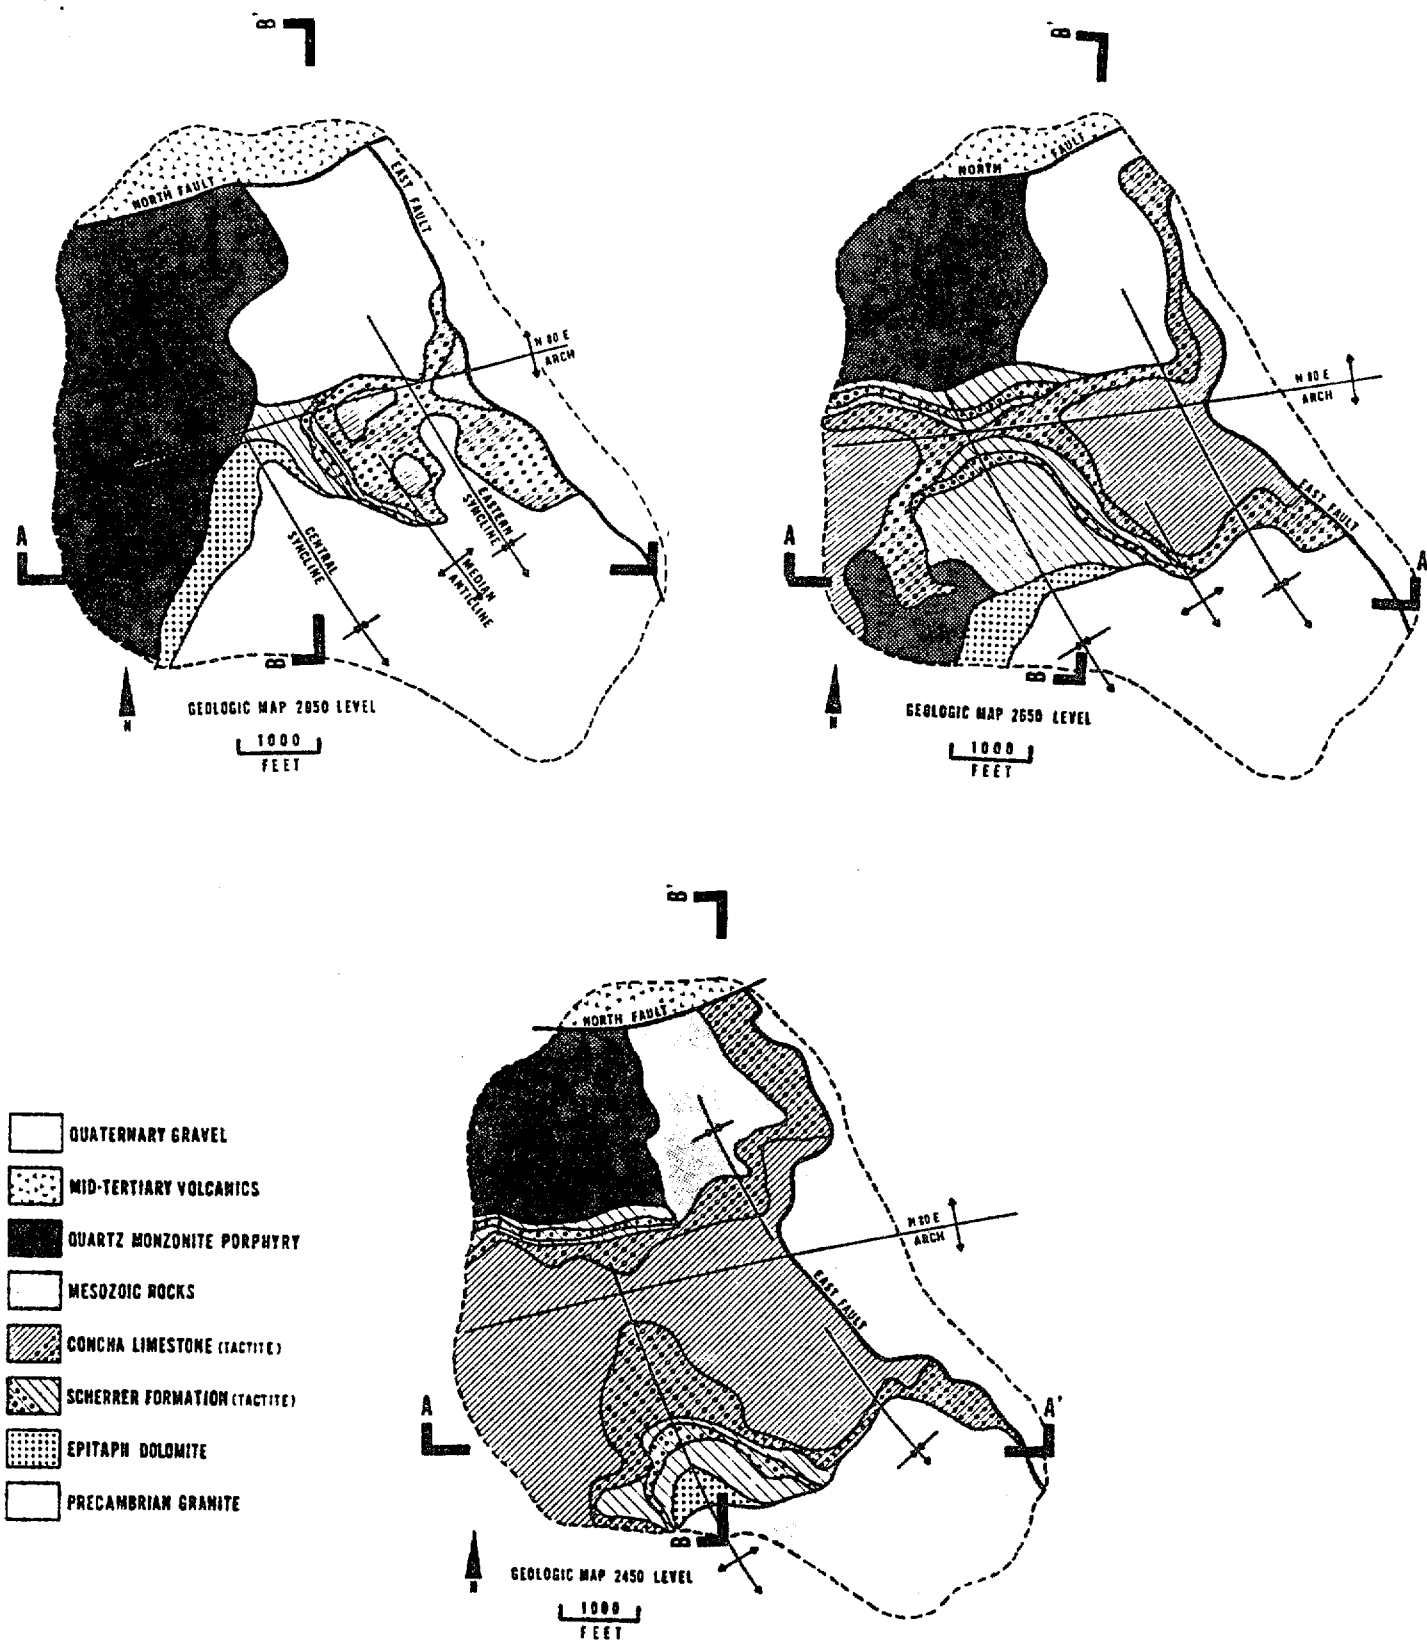 B'
NORTH FAULT
EAST FAULT
N 80 E
ARCH
A
CENTRAL
SYNCLINE
EASTERN
SYNCLINE
MEDIAN
ANTICLINE
B
N
GEOLOGIC MAP 2850 LEVEL
1000
FEET
B'
NORTH FAULT
N 80 E
ARCH
EAST FAULT
A
A'
B
N
GEOLOGIC MAP 2650 LEVEL
1000
FEET
B'
NORTH FAULT
N 80 E
ARCH
EAST FAULT
A
A'
B
N
GEOLOGIC MAP 2450 LEVEL
1000
FEET
QUATERNARY GRAVEL
MID-TERTIARY VOLCANICS
QUARTZ MONZONITE PORPHYRY
MESOZOIC ROCKS
CONCHA LIMESTONE (TACTITE)
SCHERRER FORMATION (TACTITE)
EPITAPH DOLOMITE
PRECAMBRIAN GRANITE